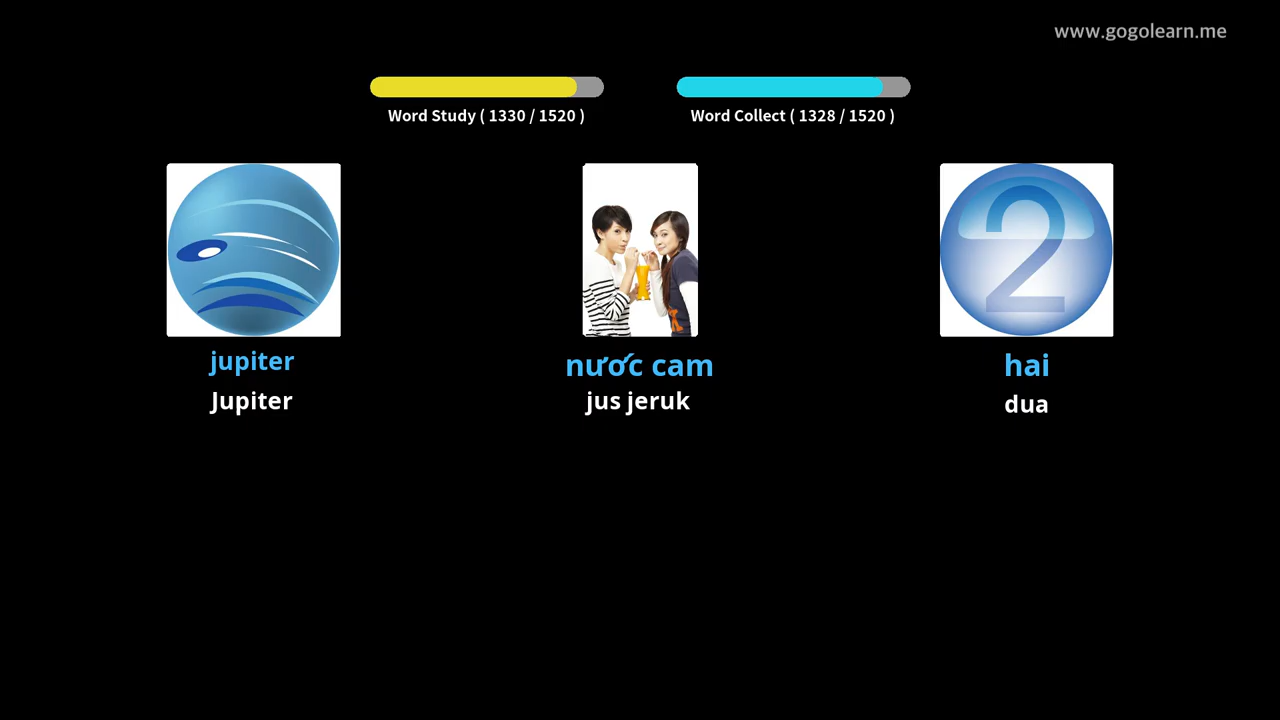 www.gogolearn.me
Word Study ( 1330 / 1520 )
Word Collect ( 1328 / 1520 )
2
jupiter
nước cam
hai
Jupiter
jus jeruk
dua